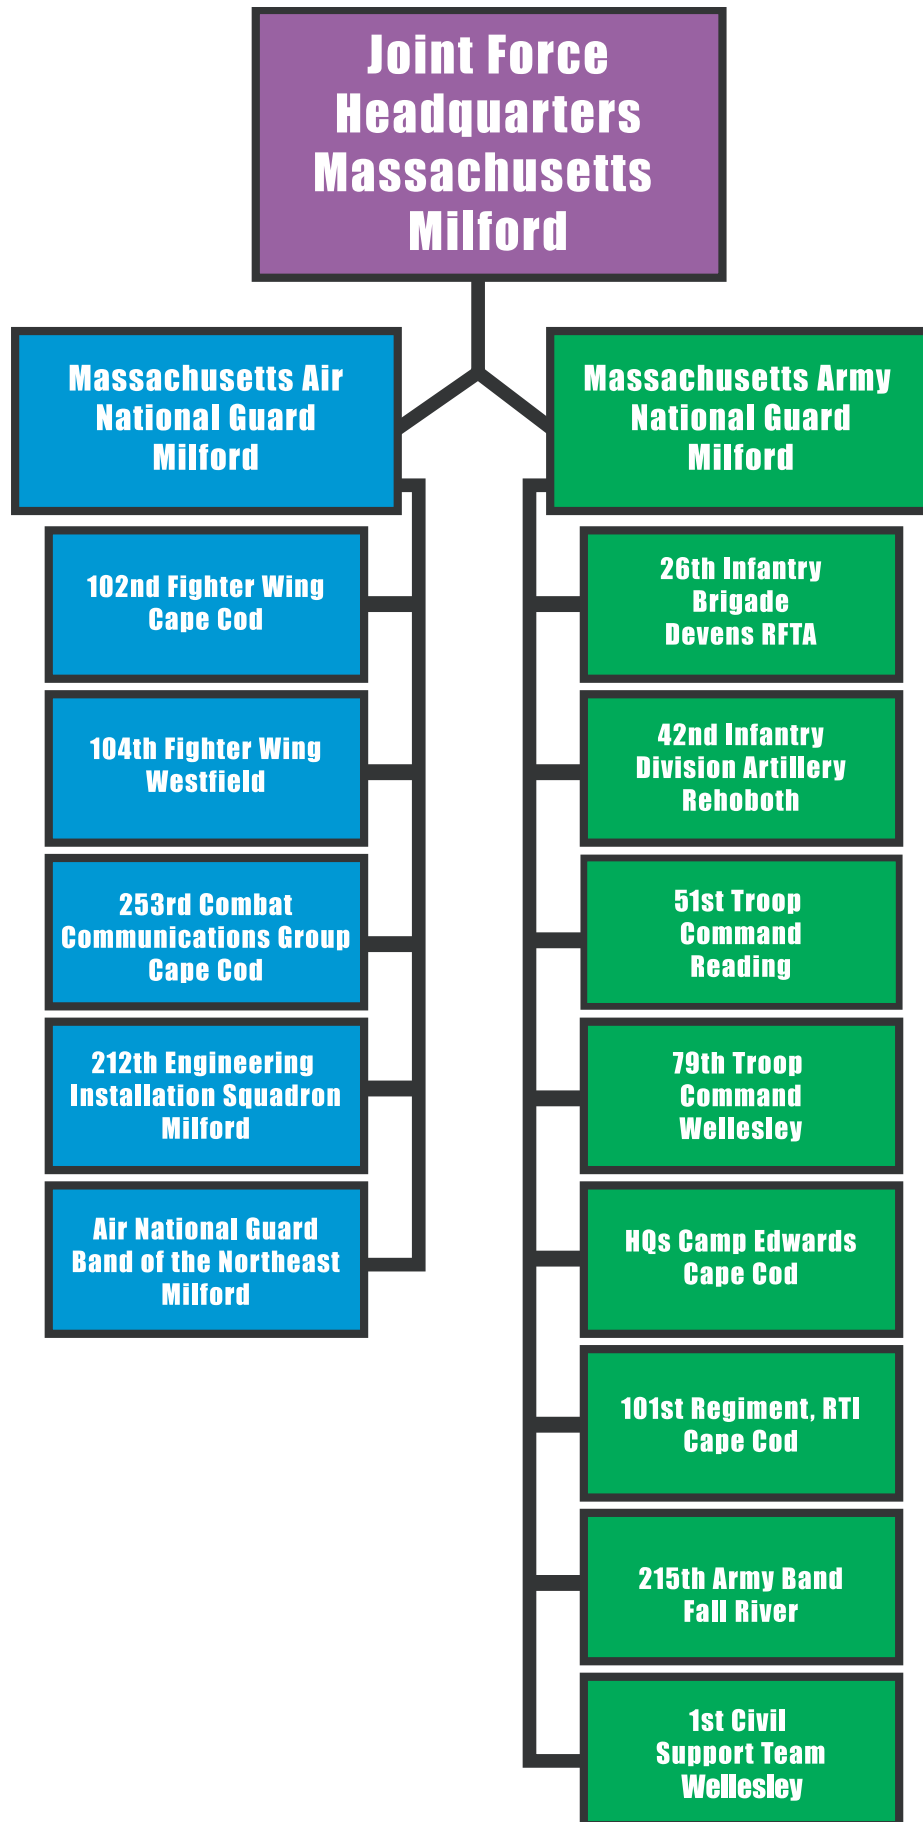 Joint Force
Headquarters
Massachusetts
Milford
Massachusetts Air
National Guard
Milford
102nd Fighter Wing
Cape Cod
104th Fighter Wing
Westfield
253rd Combat
Communications Group
Cape Cod
212th Engineering
Installation Squadron
Milford
Air National Guard
Band of the Northeast
Milford
Massachusetts Army
National Guard
Milford
26th Infantry
Brigade
Devens RFTA
42nd Infantry
Division Artillery
Rehoboth
51st Troop
Command
Reading
79th Troop
Command
Wellesley
HQs Camp Edwards
Cape Cod
101st Regiment, RTI
Cape Cod
215th Army Band
Fall River
1st Civil
Support Team
Wellesley